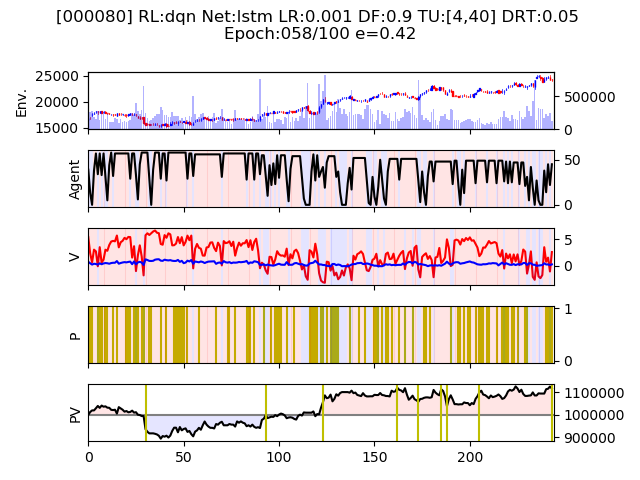 [000080] RL:dqn Net:lstm LR:0.001 DF:0.9 TU:[4,40] DRT:0.05
Epoch:058/100 e=0.42
Env.
25000
20000
15000
500000
0
Agent
50
0
V
5
0
P
1
0
PV
1100000
1000000
900000
0
50
100
150
200